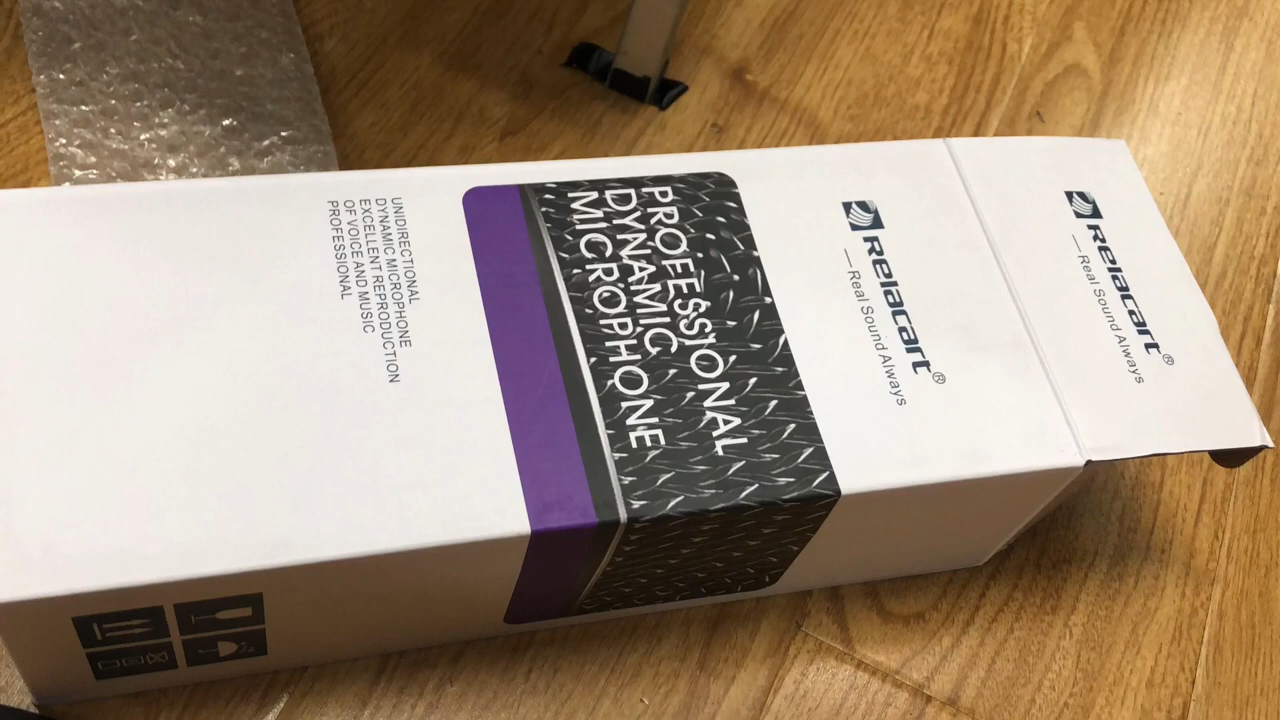 Relacart®
—Real Sound Always
Relacart®
—Real Sound Always
PROFESSIONAL
DYNAMIC
MICROPHONE
UNIDIRECTIONAL
DYNAMIC MICROPHONE
EXCELLENT REPRODUCTION
OF VOICE AND MUSIC
PROFESSIONAL